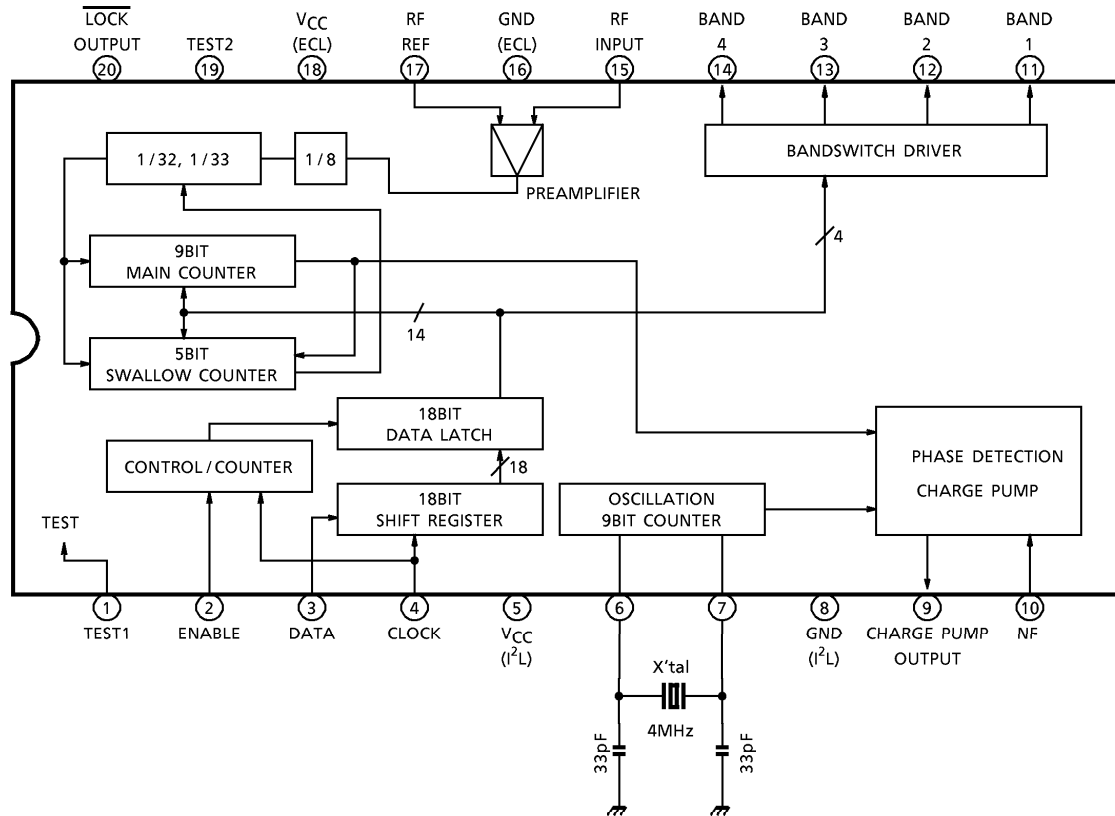 LOCK OUTPUT
20
TEST2
19
VCC (ECL)
18
RF REF
17
GND (ECL)
16
RF INPUT
15
BAND 4
14
BAND 3
13
BAND 2
12
BAND 1
11
1/32, 1/33
1/8
PREAMPLIFIER
BANDSWITCH DRIVER
4
9BIT
MAIN COUNTER
14
5BIT
SWALLOW COUNTER
18BIT
DATA LATCH
18
CONTROL/COUNTER
18BIT
SHIFT REGISTER
OSCILLATION
9BIT COUNTER
PHASE DETECTION
CHARGE PUMP
TEST
1
TEST1
2
ENABLE
3
DATA
4
CLOCK
5
VCC
(I²L)
6
7
8
GND
(I²L)
9
CHARGE PUMP
OUTPUT
10
NF
X'tal
4MHz
33pF
33pF